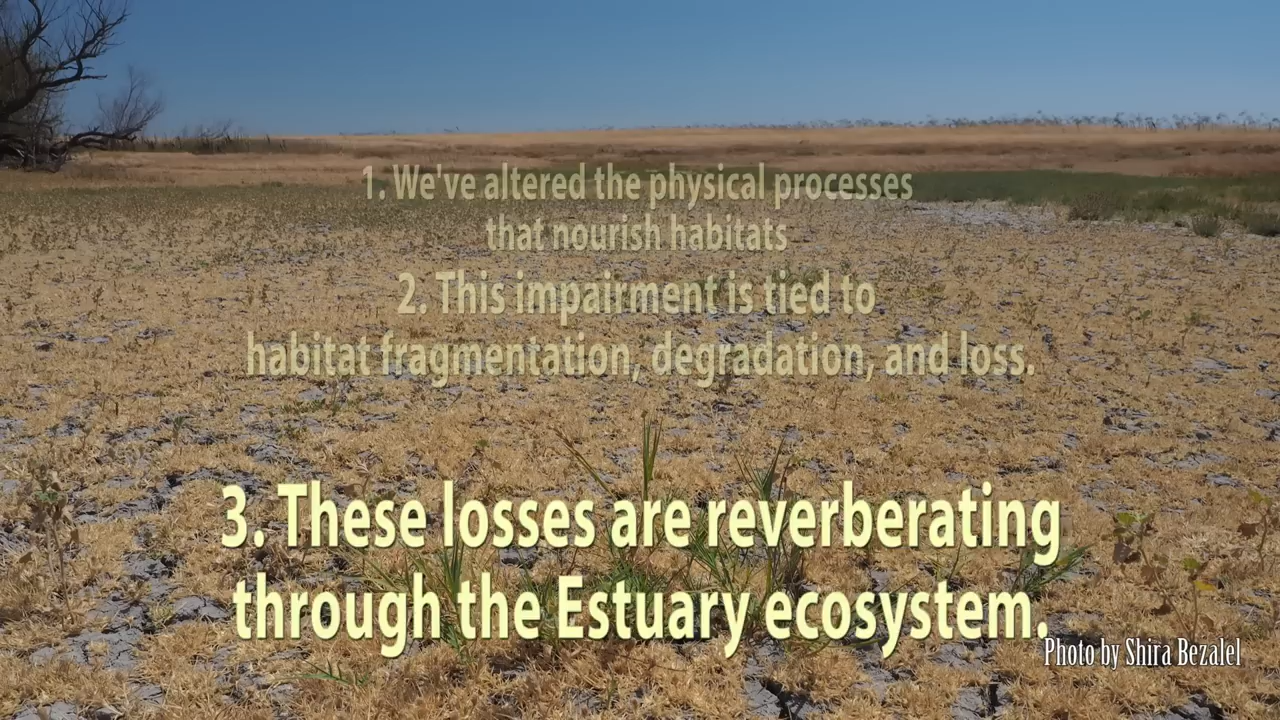 1. We've altered the physical processes
that nourish habitats
2. This impairment is tied to
habitat fragmentation, degradation, and loss.
3. These losses are reverberating
through the Estuary ecosystem.
Photo by Shira Bezalel